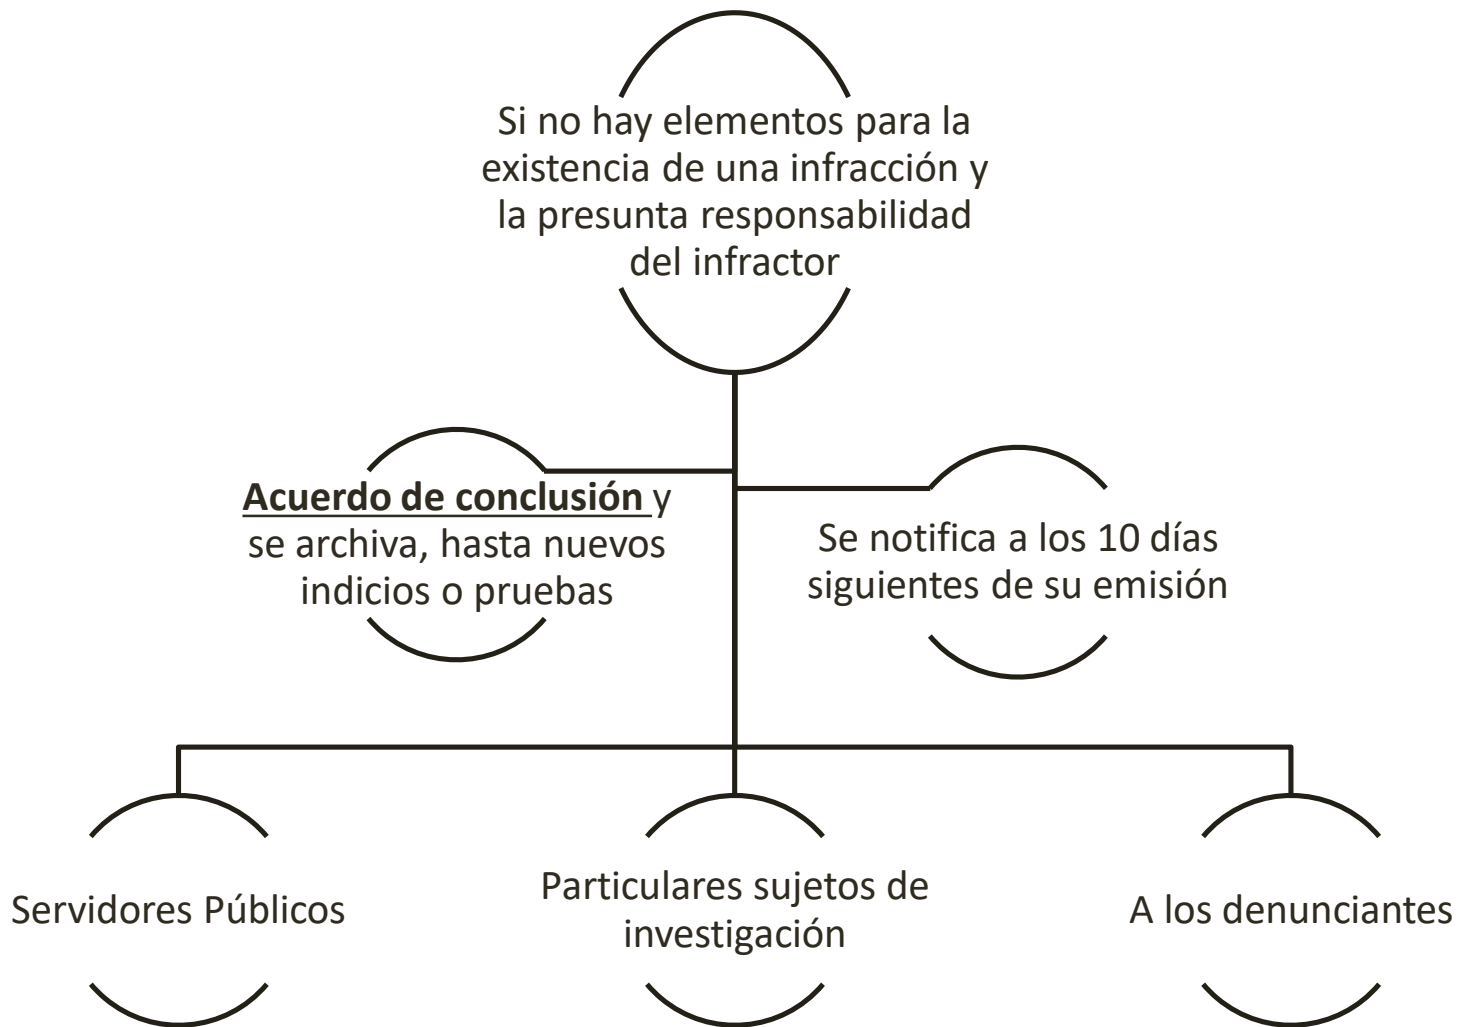 Si no hay elementos para la
existencia de una infracción y
la presunta responsabilidad
del infractor
Acuerdo de conclusión y
se archiva, hasta nuevos
indicios o pruebas
Se notifica a los 10 días
siguientes de su emisión
Servidores Públicos
Particulares sujetos de
investigación
A los denunciantes